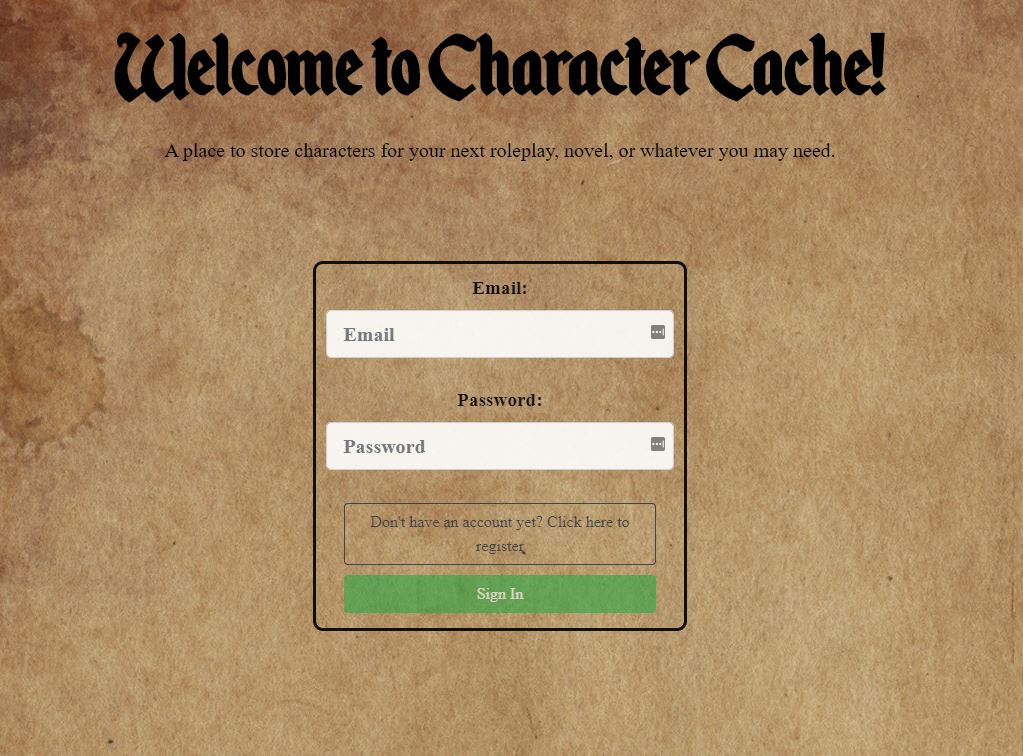 Welcome to Character Cache!
A place to store characters for your next roleplay, novel, or whatever you may need.
Email:
Email
Password:
Password
Don't have an account yet? Click here to
register.
Sign In